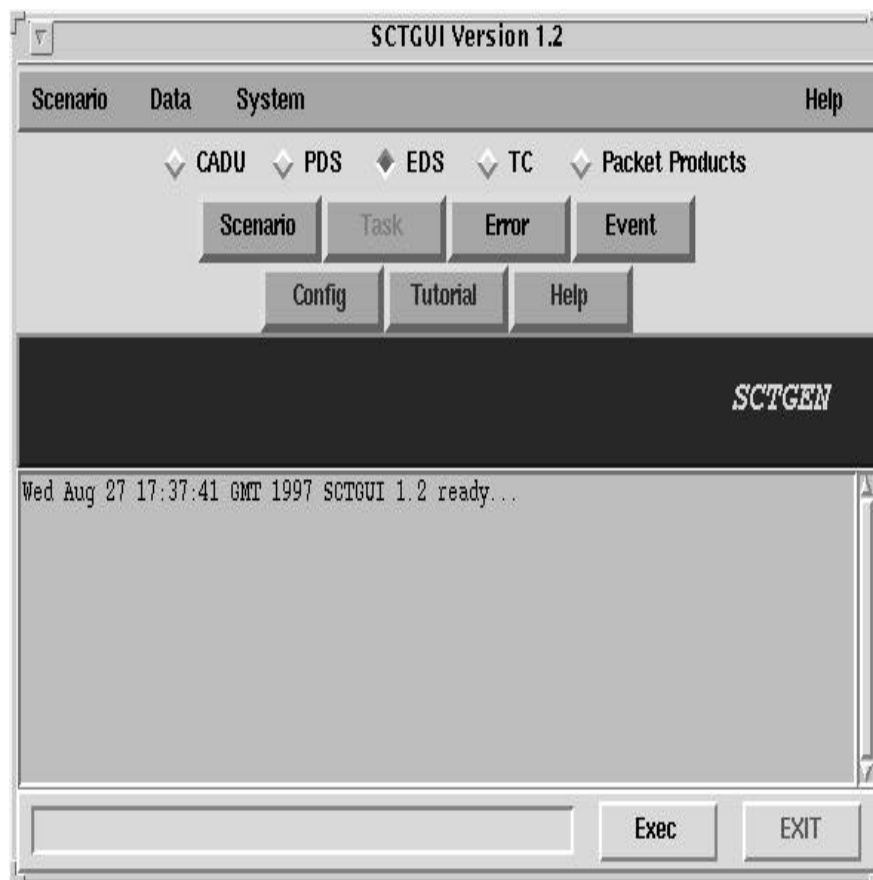 SCTGUI Version 1.2
Scenario Data System Help
CADU PDS EDS TC Packet Products
Scenario Task Error Event
Config Tutorial Help
SCTGEN
Wed Aug 27 17:37:41 GMT 1997 SCTGUI 1.2 ready...
Exec EXIT